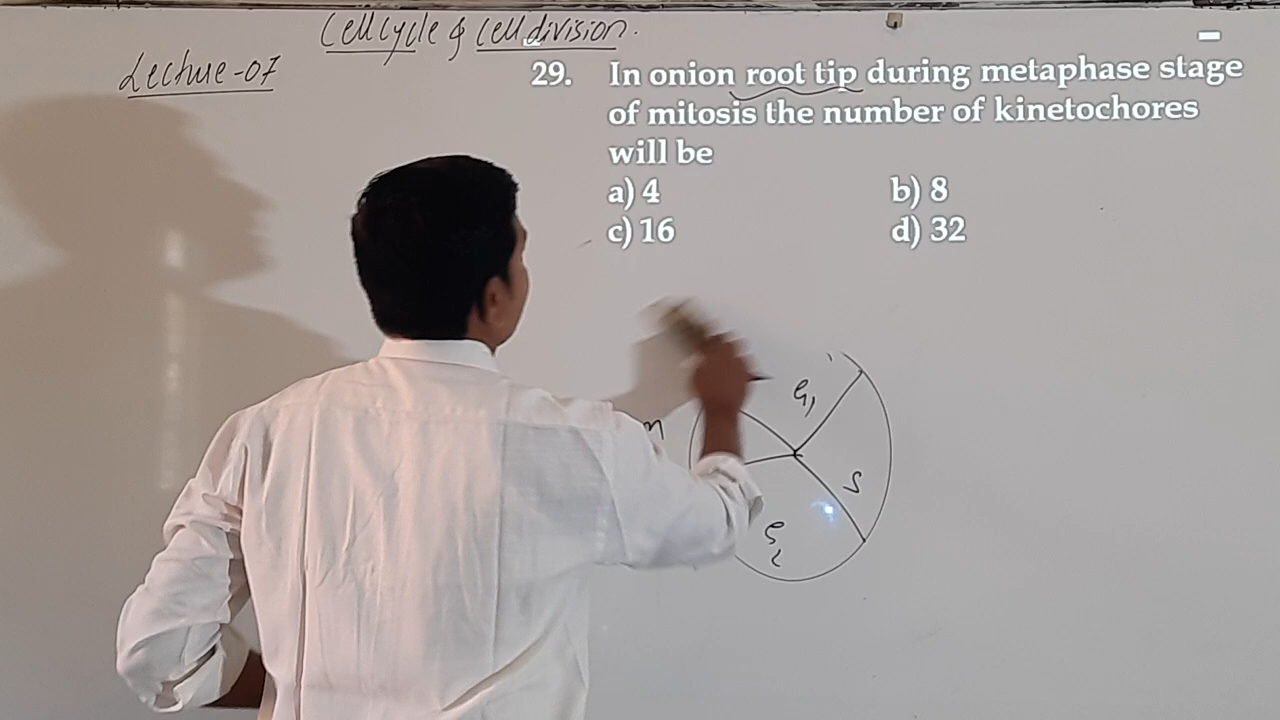 Cell cycle & cell division.
Lecture-07
29. In onion root tip during metaphase stage
of mitosis the number of kinetochores
will be
a) 4 b) 8
c) 16 d) 32
G1
M
S
G2